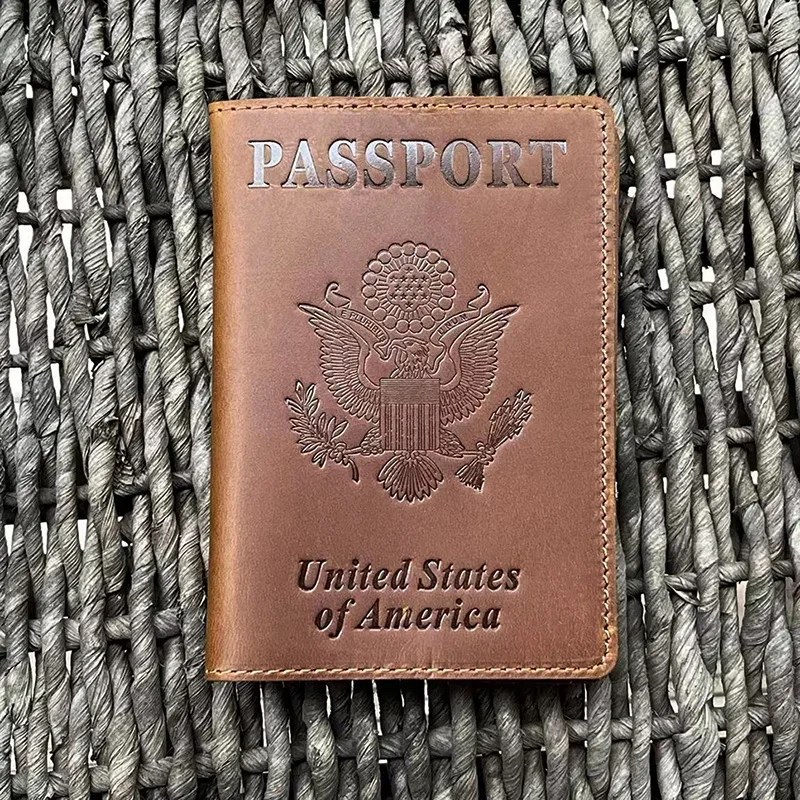 PASSPORT
United States
of America